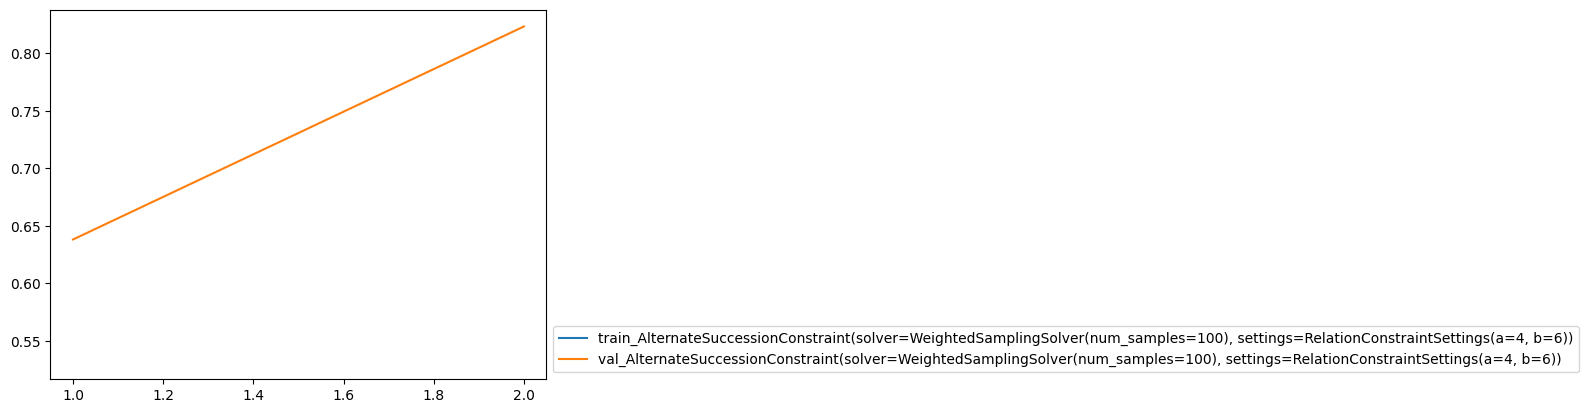 0.80
0.75
0.70
0.65
0.60
0.55
1.0 1.2 1.4 1.6 1.8 2.0
train_AlternateSuccessionConstraint(solver=WeightedSamplingSolver(num_samples=100), settings=RelationConstraintSettings(a=4, b=6))
val_AlternateSuccessionConstraint(solver=WeightedSamplingSolver(num_samples=100), settings=RelationConstraintSettings(a=4, b=6))